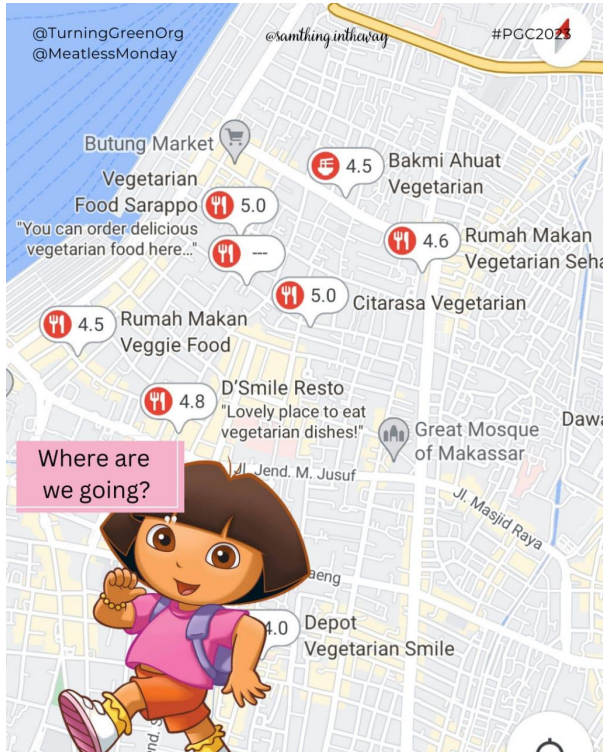 @TurningGreenOrg
@MeatlessMonday
@samthing.intheway
#PGC2023
Butung Market
4.5
Bakmi Ahuat
Vegetarian
Vegetarian
Food Sarappo
5.0
"You can order delicious
vegetarian food here..."
---
4.6
Rumah Makan
Vegetarian Seha
5.0
Citarasa Vegetarian
4.5
Rumah Makan
Veggie Food
4.8
D'Smile Resto
"Lovely place to eat
vegetarian dishes!"
Great Mosque
of Makassar
Dawa
Where are
we going?
Jl. Jend. M. Jusuf
Jl. Masjid Raya
aeng
4.0
Depot
Vegetarian Smile